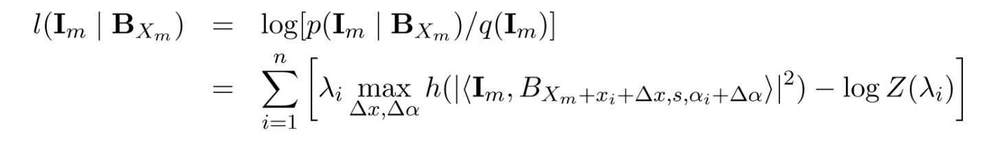 l(I_m | B_{X_m}) = log[p(I_m | B_{X_m})/q(I_m)]
= \sum_{i=1}^{n} [λ_i max_{Δx,Δα} h(|⟨I_m, B_{X_m+x_i+Δx,s,α_i+Δα}⟩|^2) − log Z(λ_i)]